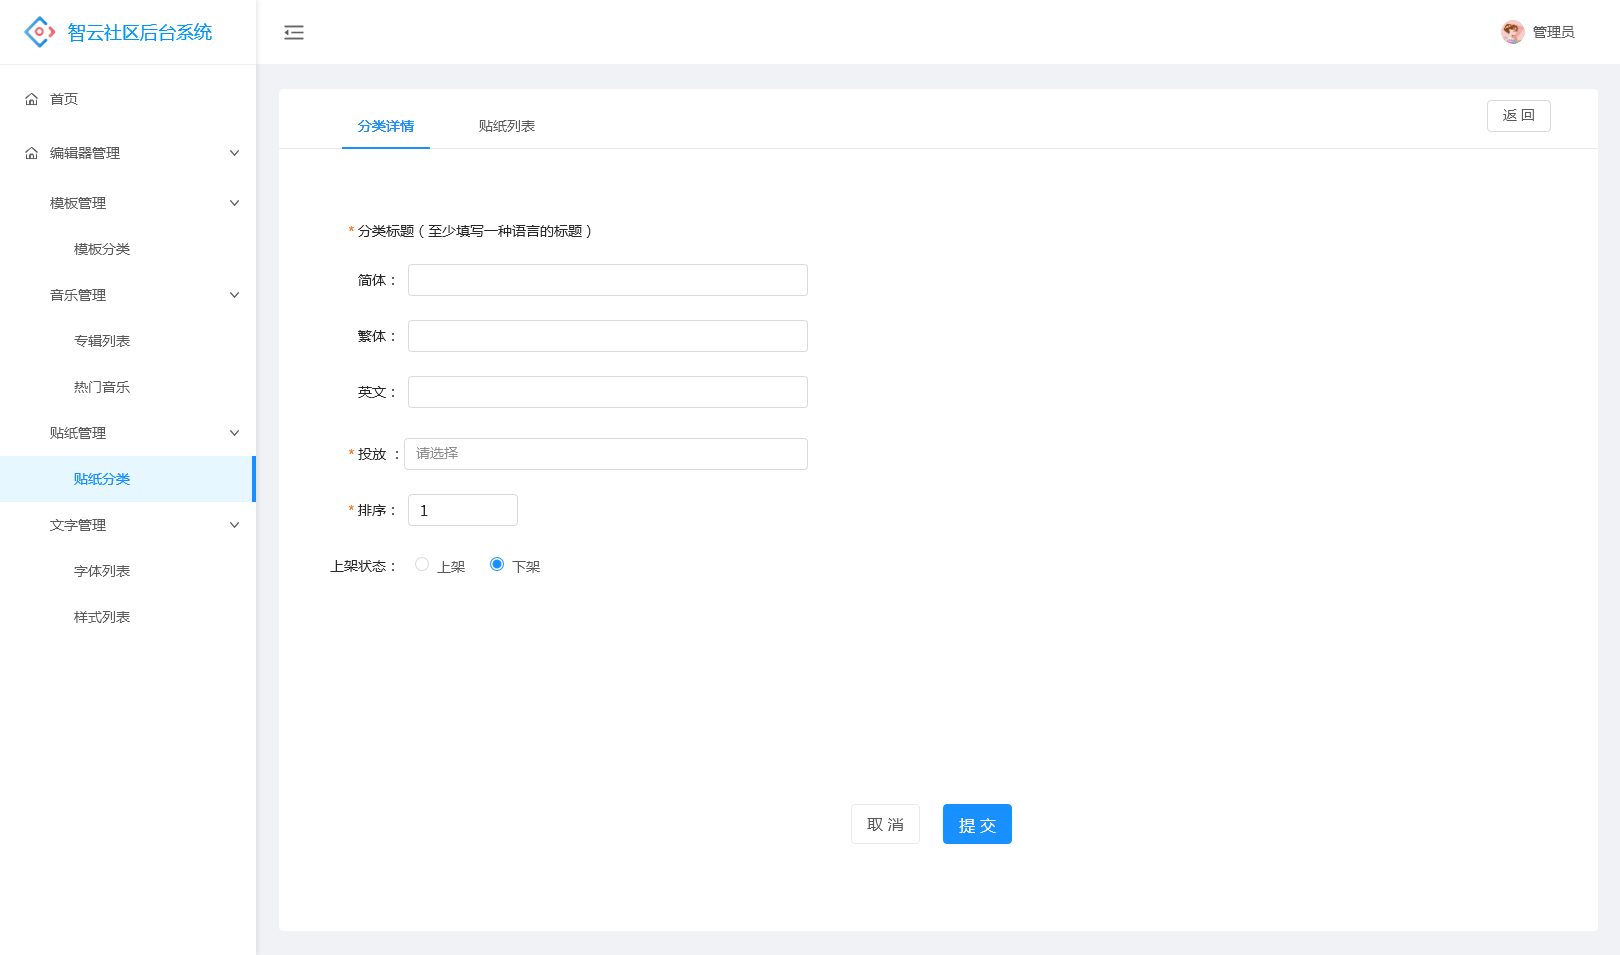 智云社区后台系统
管理员
首页
编辑器管理
模板管理
模板分类
音乐管理
专辑列表
热门音乐
贴纸管理
贴纸分类
文字管理
字体列表
样式列表
分类详情
贴纸列表
返 回
*分类标题（至少填写一种语言的标题）
简体：
繁体：
英文：
*投放 ： 请选择
*排序： 1
上架状态： 上架 下架
取 消
提 交